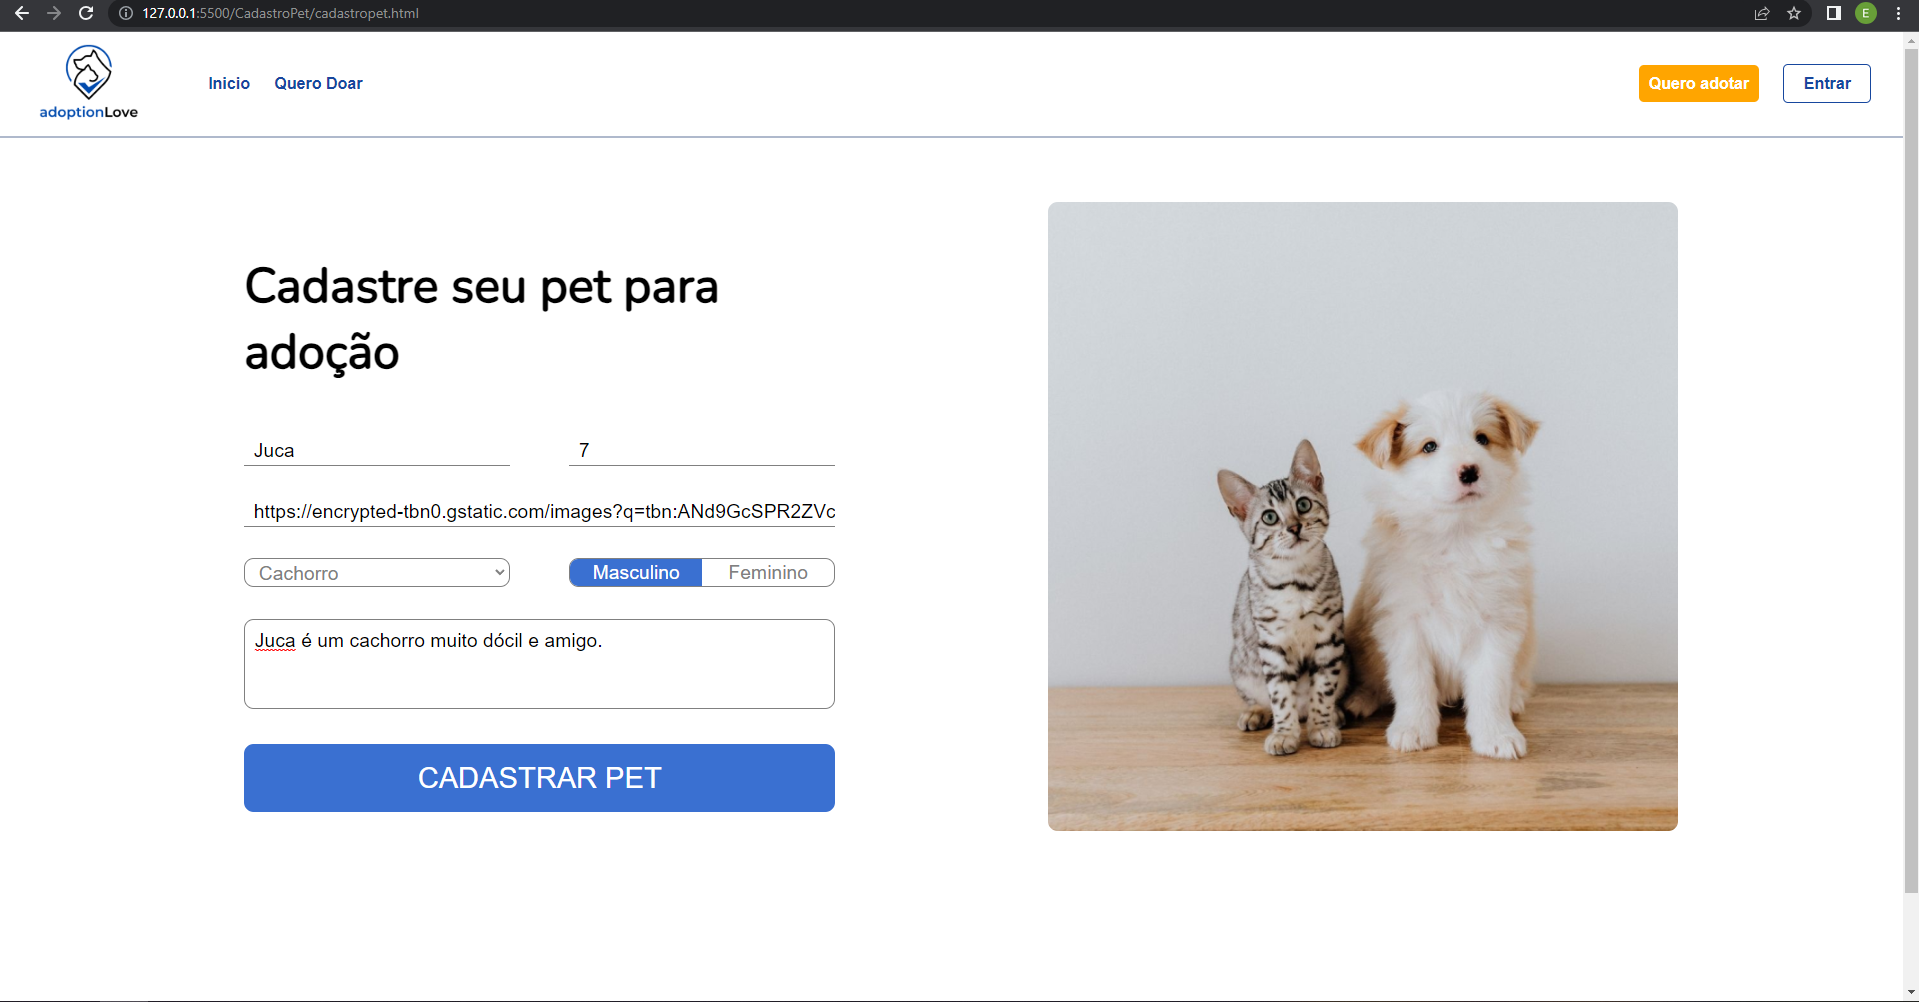 127.0.0.1:5500/CadastroPet/cadastropet.html
E
adoptionLove
Inicio
Quero Doar
Quero adotar
Entrar
Cadastre seu pet para
adoção
Juca
7
https://encrypted-tbn0.gstatic.com/images?q=tbn:ANd9GcSPR2ZVc
Cachorro
Masculino
Feminino
Juca é um cachorro muito dócil e amigo.
CADASTRAR PET